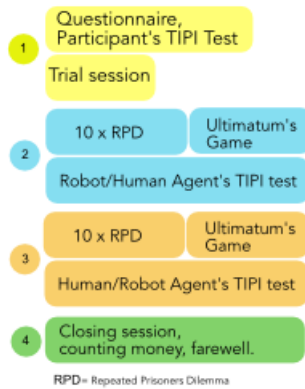 Questionnaire,
Participant's TIPI Test
1
Trial session
10 x RPD
Ultimatum's
Game
2
Robot/Human Agent's TIPI test
10 x RPD
Ultimatum's
Game
3
Human/Robot Agent's TIPI test
4
Closing session,
counting money, farewell.
RPD= Repeated Prisoners Dilemma